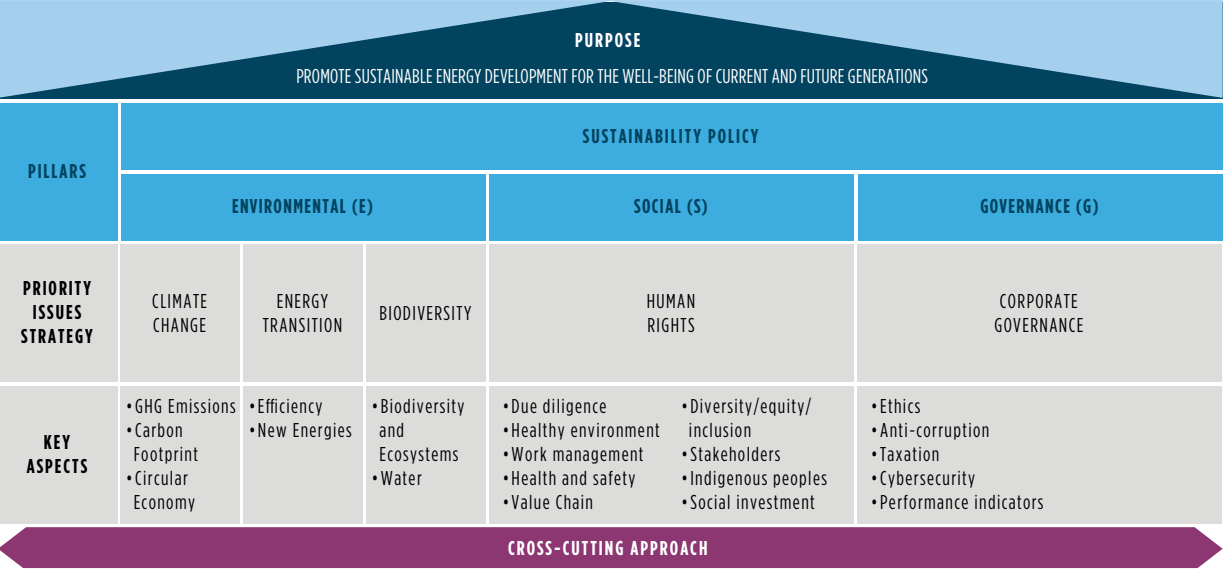 PURPOSE
PROMOTE SUSTAINABLE ENERGY DEVELOPMENT FOR THE WELL-BEING OF CURRENT AND FUTURE GENERATIONS
PILLARS
SUSTAINABILITY POLICY
ENVIRONMENTAL (E)
SOCIAL (S)
GOVERNANCE (G)
PRIORITY
ISSUES
STRATEGY
CLIMATE
CHANGE
ENERGY
TRANSITION
BIODIVERSITY
HUMAN
RIGHTS
CORPORATE
GOVERNANCE
KEY
ASPECTS
•GHG Emissions
•Carbon
Footprint
•Circular
Economy
•Efficiency
•New Energies
•Biodiversity
and
Ecosystems
•Water
•Due diligence
•Healthy environment
•Work management
•Health and safety
•Value Chain
•Diversity/equity/
inclusion
•Stakeholders
•Indigenous peoples
•Social investment
•Ethics
•Anti-corruption
•Taxation
•Cybersecurity
•Performance indicators
CROSS-CUTTING APPROACH